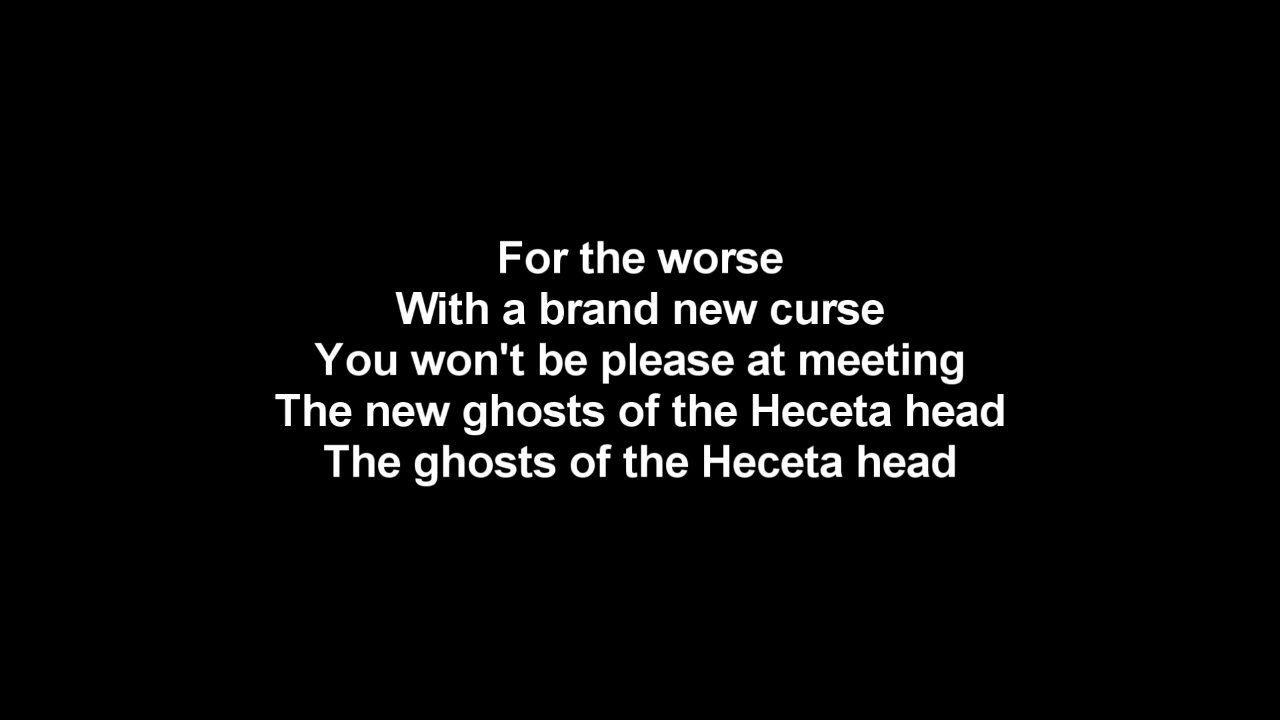 For the worse
With a brand new curse
You won't be please at meeting
The new ghosts of the Heceta head
The ghosts of the Heceta head